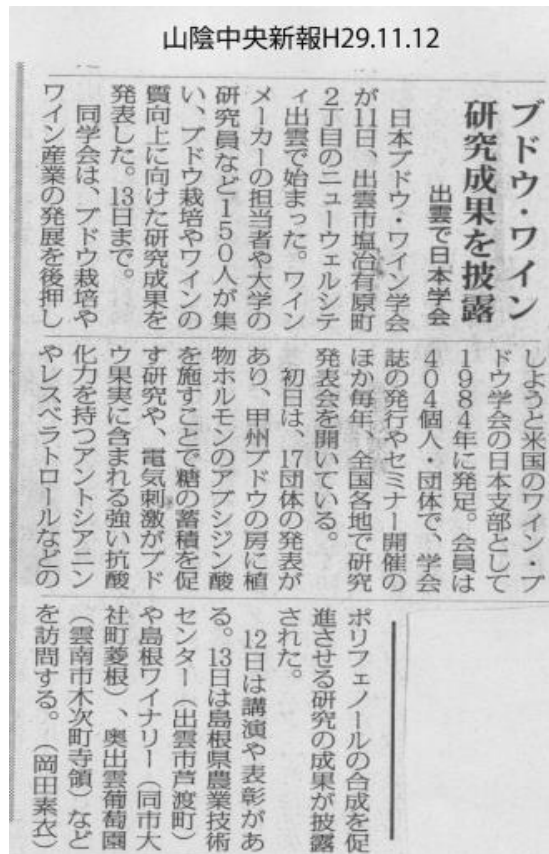 山陰中央新報H29.11.12
ブドウ・ワイン
研究成果を披露
出雲で日本学会
日本ブドウ・ワイン学会
が11日、出雲市塩冶有原町
2丁目のニューウェルシテ
ィ出雲で始まった。ワイン
メーカーの担当者や大学の
研究員など150人が集
い、ブドウ栽培やワインの
質向上に向けた研究成果を
発表した。13日まで。
同学会は、ブドウ栽培や
ワイン産業の発展を後押し
しようと米国のワイン・ブ
ドウ学会の日本支部として
1984年に発足。会員は
404個人・団体で、学会
誌の発行やセミナー開催の
ほか毎年、全国各地で研究
発表会を開いている。
初日は、17団体の発表が
あり、甲州ブドウの房に植
物ホルモンのアブシジン酸
を施すことで糖の蓄積を促
す研究や、電気刺激がブド
ウ果実に含まれる強い抗酸
化力を持つアントシアニン
やレスベラトロールなどの
ポリフェノールの合成を促
進させる研究の成果が披露
された。
12日は講演や表彰があ
る。13日は島根県農業技術
センター(出雲市芦渡町)
や島根ワイナリー(同市大
社町菱根)、奥出雲葡萄園
(雲南市木次町寺領)など
を訪問する。(岡田素衣)